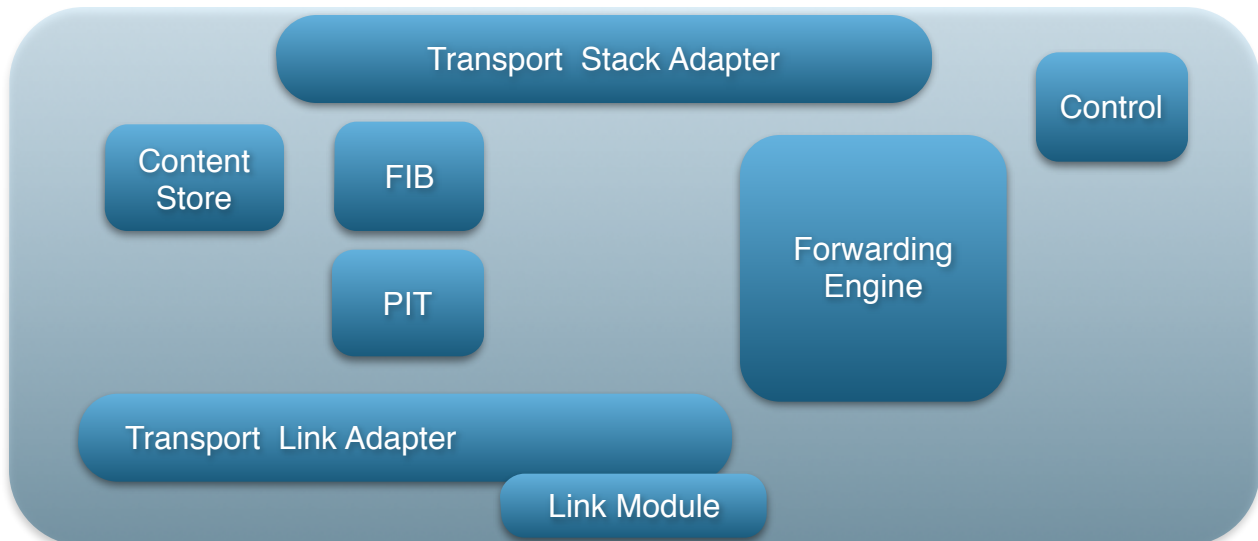 Transport  Stack Adapter
Control
Content
Store
FIB
Forwarding
Engine
PIT
Transport  Link Adapter
Link Module